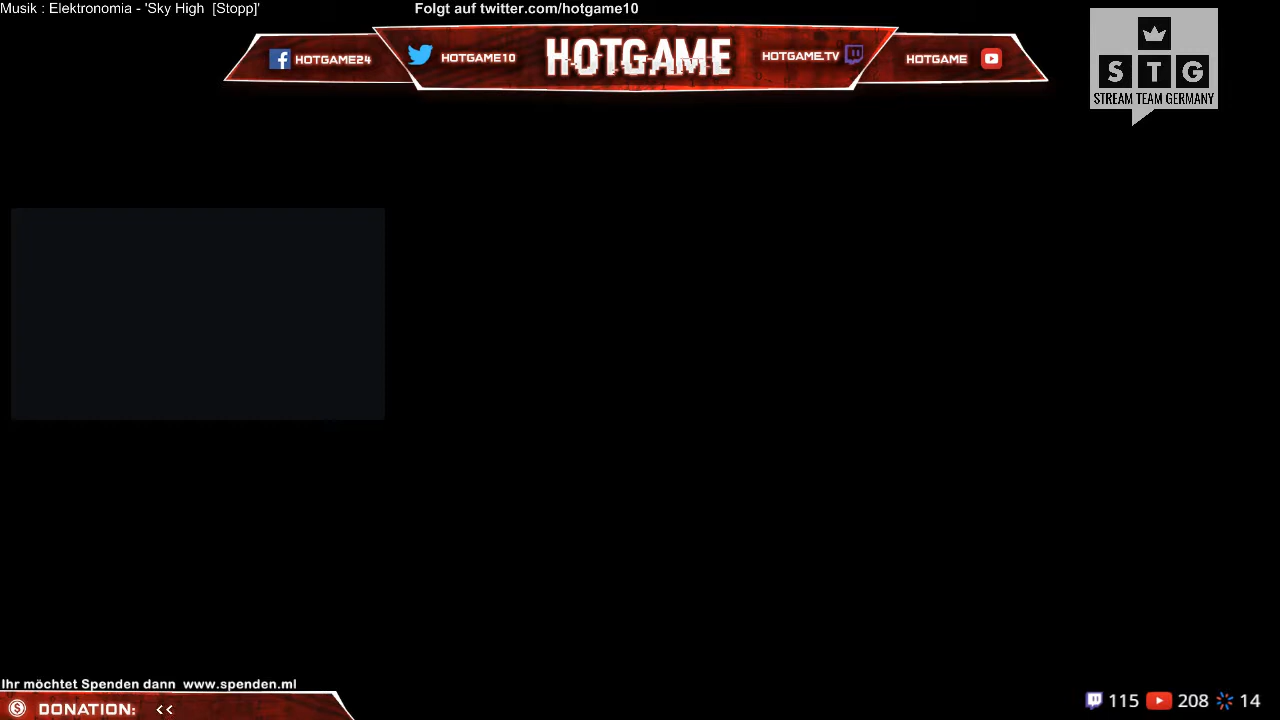 Musik : Elektronomia - 'Sky High  [Stopp]'
Folgt auf twitter.com/hotgame10
HOTGAME24
HOTGAME10
HOTGAME
HOTGAME.TV
HOTGAME
S T G
STREAM TEAM GERMANY
Ihr möchtet Spenden dann  www.spenden.ml
DONATION: <<
115 208 14